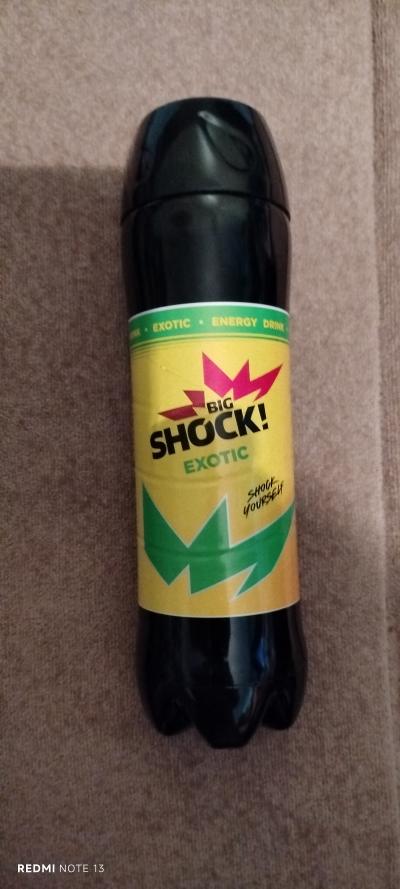 • EXOTIC • ENERGY DRINK
BIG
SHOCK!
EXOTIC
SHOCK
YOURSELF
REDMI NOTE 13